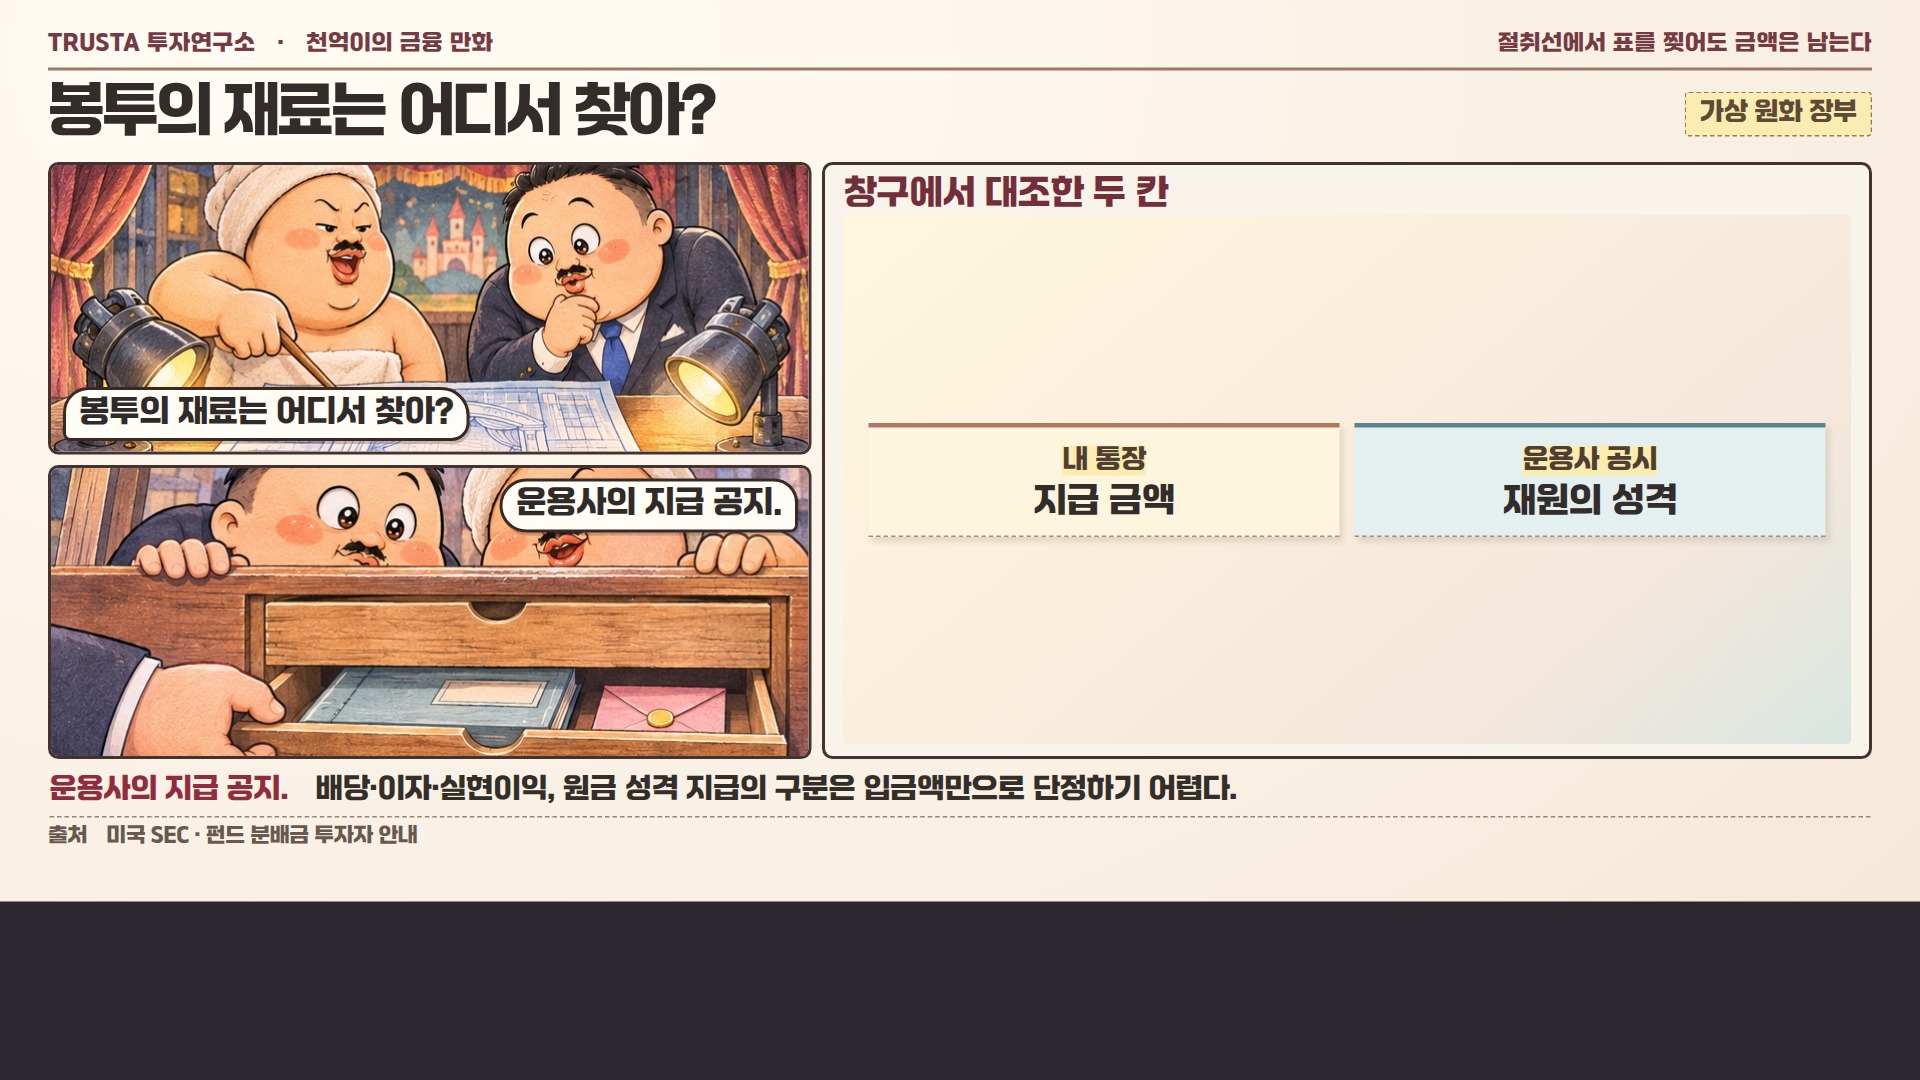 TRUSTA 투자연구소 · 천억이의 금융 만화
절취선에서 표를 찢어도 금액은 남는다
봉투의 재료는 어디서 찾아?
가상 원화 장부
봉투의 재료는 어디서 찾아?
운용사의 지급 공지.
창구에서 대조한 두 칸
내 통장
지급 금액
운용사 공시
재원의 성격
운용사의 지급 공지. 배당·이자·실현이익, 원금 성격 지급의 구분은 입금액만으로 단정하기 어렵다.
출처 미국 SEC · 펀드 분배금 투자자 안내